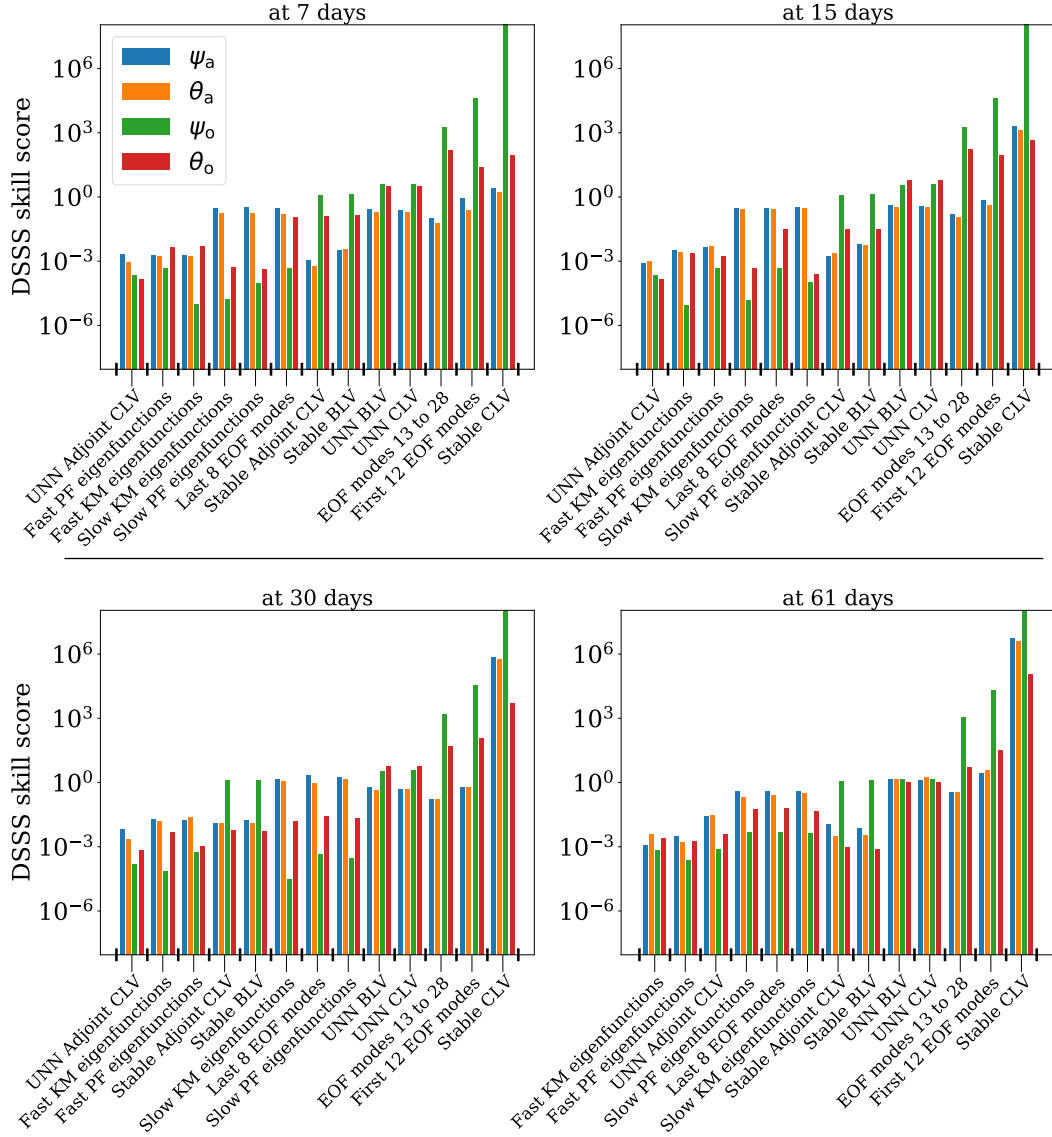 at 7 days
at 15 days
DSSS skill score
10^6
10^3
10^0
10^-3
10^-6
ψa
θa
ψo
θo
UNN Adjoint CLV
Fast PF eigenfunctions
Fast KM eigenfunctions
Slow KM eigenfunctions
Slow PF eigenfunctions
Last 8 EOF modes
Stable Adjoint CLV
Stable BLV
UNN BLV
UNN CLV
EOF modes 13 to 28
First 12 EOF modes
Stable CLV
10^6
10^3
10^0
10^-3
10^-6
UNN Adjoint CLV
Fast KM eigenfunctions
Fast PF eigenfunctions
Slow KM eigenfunctions
Last 8 EOF modes
Slow PF eigenfunctions
Stable Adjoint CLV
Stable BLV
UNN BLV
UNN CLV
EOF modes 13 to 28
First 12 EOF modes
Stable CLV
at 30 days
at 61 days
DSSS skill score
10^6
10^3
10^0
10^-3
10^-6
UNN Adjoint CLV
Fast KM eigenfunctions
Fast PF eigenfunctions
Stable Adjoint CLV
Stable BLV
Slow KM eigenfunctions
Last 8 EOF modes
Slow PF eigenfunctions
UNN BLV
UNN CLV
EOF modes 13 to 28
First 12 EOF modes
Stable CLV
10^6
10^3
10^0
10^-3
10^-6
Fast KM eigenfunctions
Fast PF eigenfunctions
UNN Adjoint CLV
Slow PF eigenfunctions
Last 8 EOF modes
Slow KM eigenfunctions
Stable Adjoint CLV
Stable BLV
UNN BLV
UNN CLV
EOF modes 13 to 28
First 12 EOF modes
Stable CLV